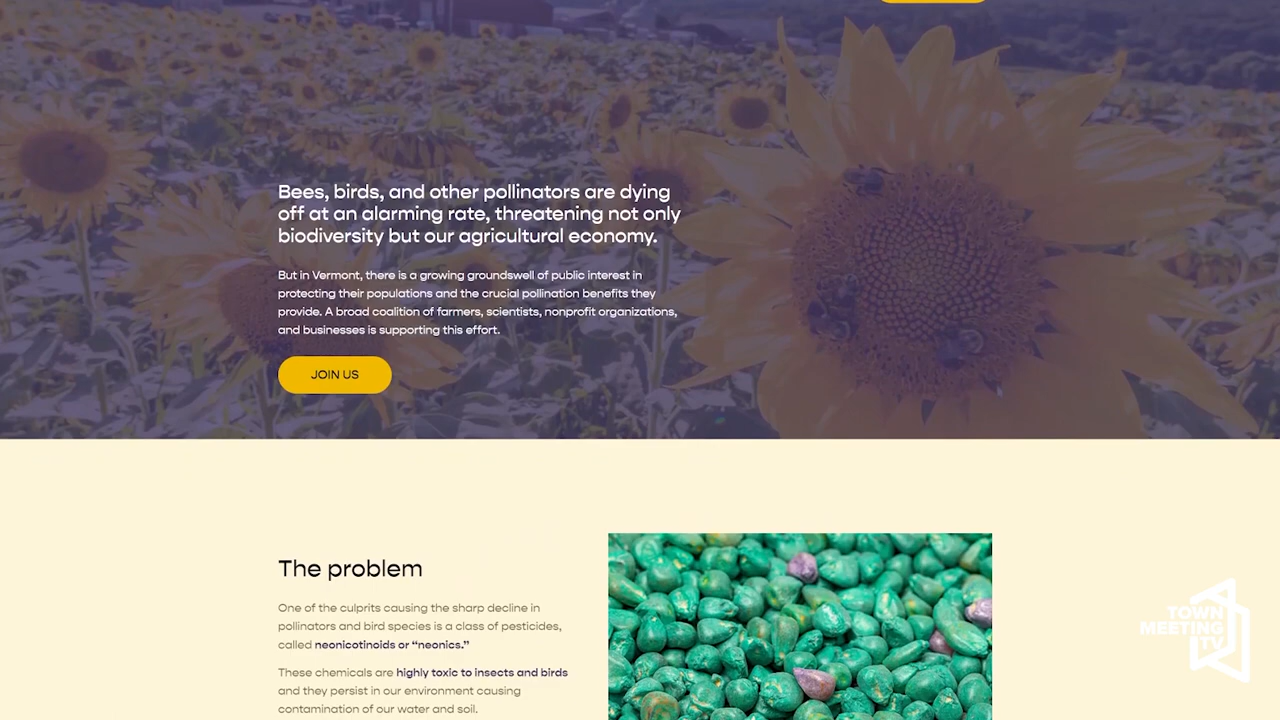 Bees, birds, and other pollinators are dying
off at an alarming rate, threatening not only
biodiversity but our agricultural economy.
But in Vermont, there is a growing groundswell of public interest in
protecting their populations and the crucial pollination benefits they
provide. A broad coalition of farmers, scientists, nonprofit organizations,
and businesses is supporting this effort.
JOIN US
The problem
One of the culprits causing the sharp decline in
pollinators and bird species is a class of pesticides,
called neonicotinoids or “neonics.”
These chemicals are highly toxic to insects and birds
and they persist in our environment causing
contamination of our water and soil.
TOWN
MEETING
TV